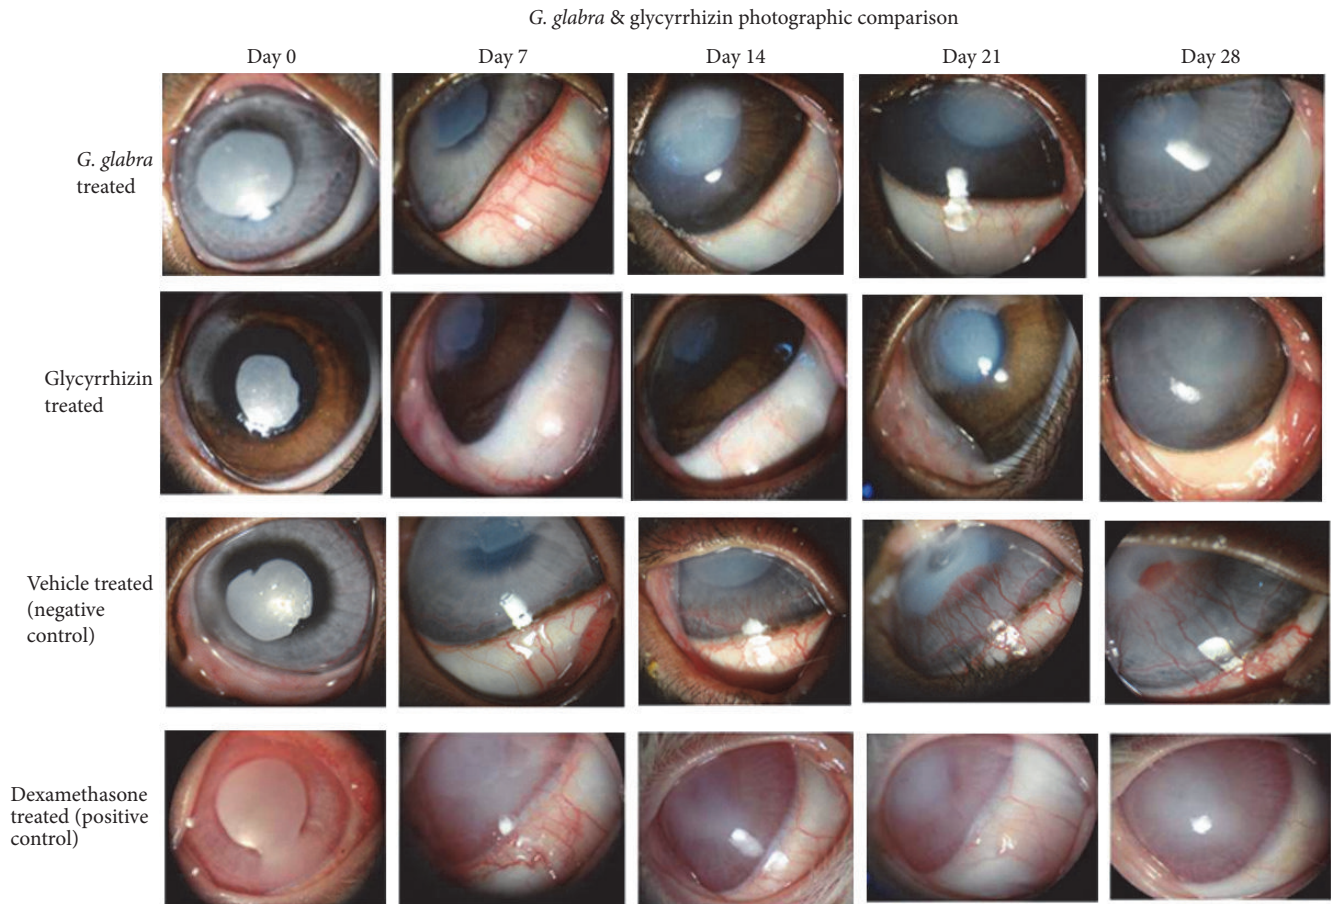 G. glabra & glycyrrhizin photographic comparison
Day 0
Day 7
Day 14
Day 21
Day 28
G. glabra
treated
Glycyrrhizin
treated
Vehicle treated
(negative
control)
Dexamethasone
treated (positive
control)